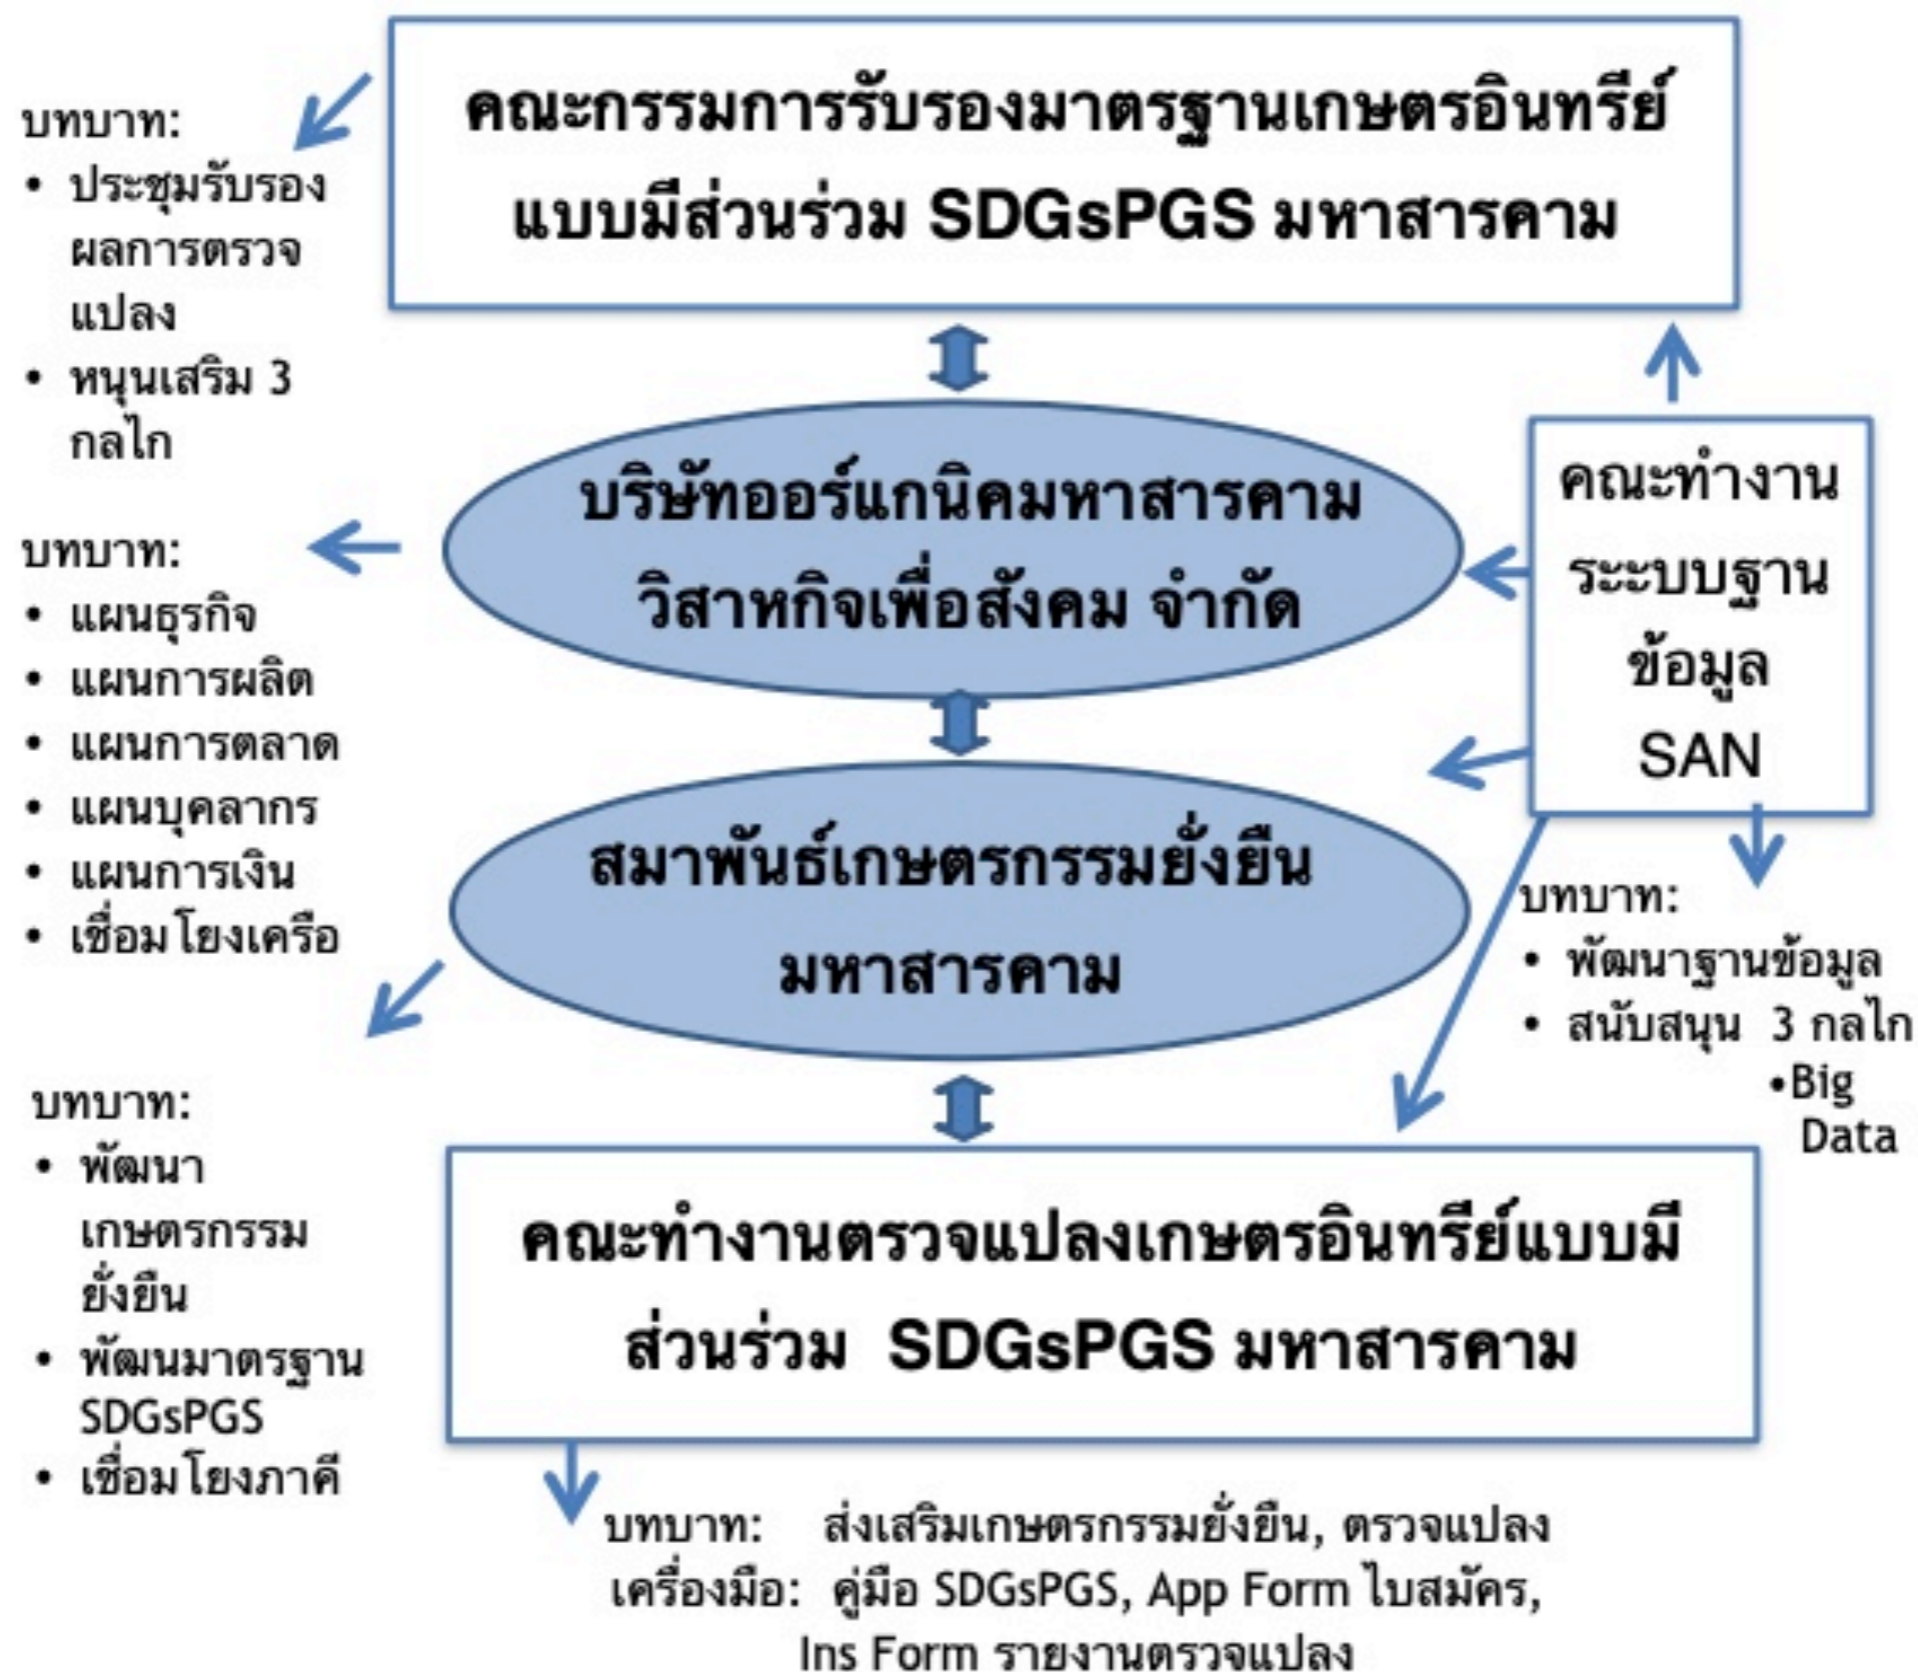 คณะกรรมการรับรองมาตรฐานเกษตรอินทรีย์
แบบมีส่วนร่วม SDGsPGS มหาสารคาม
บทบาท:
• ประชุมรับรอง
ผลการตรวจ
แปลง
• หนุนเสริม 3
กลไก
บริษัทออร์แกนิคมหาสารคาม
วิสาหกิจเพื่อสังคม จำกัด
บทบาท:
• แผนธุรกิจ
• แผนการผลิต
• แผนการตลาด
• แผนบุคลากร
• แผนการเงิน
• เชื่อมโยงเครือ
คณะทำงาน
ระะบบฐาน
ข้อมูล
SAN
บทบาท:
• พัฒนาฐานข้อมูล
• สนับสนุน 3 กลไก
•Big
Data
สมาพันธ์เกษตรกรรมยั่งยืน
มหาสารคาม
บทบาท:
• พัฒนา
เกษตรกรรม
ยั่งยืน
• พัฒนมาตรฐาน
SDGsPGS
• เชื่อมโยงภาคี
คณะทำงานตรวจแปลงเกษตรอินทรีย์แบบมี
ส่วนร่วม SDGsPGS มหาสารคาม
บทบาท: ส่งเสริมเกษตรกรรมยั่งยืน, ตรวจแปลง
เครื่องมือ: คู่มือ SDGsPGS, App Form ไบสมัคร,
Ins Form รายงานตรวจแปลง